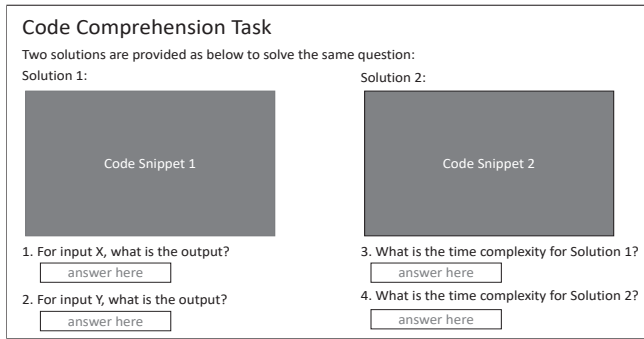 Code Comprehension Task
Two solutions are provided as below to solve the same question:
Solution 1:
Solution 2:
Code Snippet 1
Code Snippet 2
1. For input X, what is the output?
answer here
2. For input Y, what is the output?
answer here
3. What is the time complexity for Solution 1?
answer here
4. What is the time complexity for Solution 2?
answer here